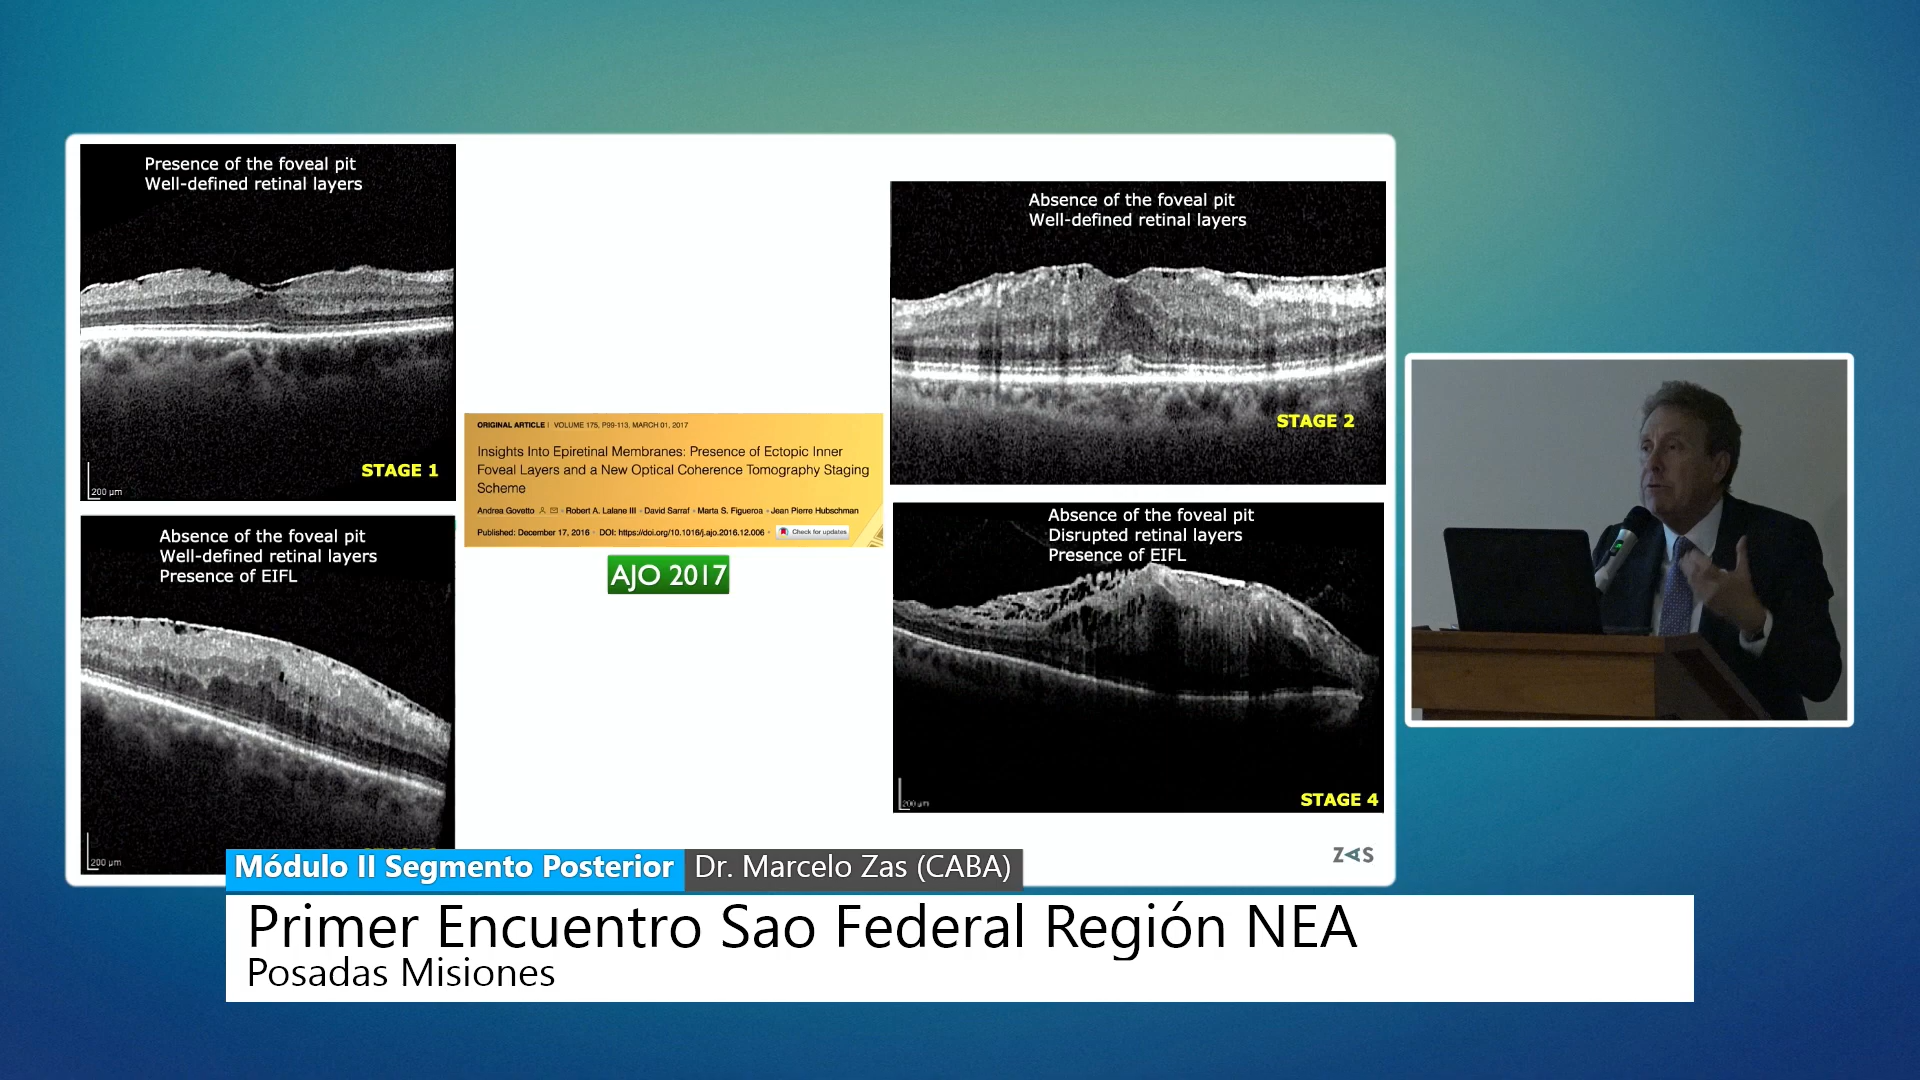 Presence of the foveal pit
Well-defined retinal layers
STAGE 1
200 µm
Absence of the foveal pit
Well-defined retinal layers
STAGE 2
ORIGINAL ARTICLE | VOLUME 175, P99-113, MARCH 01, 2017
Insights Into Epiretinal Membranes: Presence of Ectopic Inner
Foveal Layers and a New Optical Coherence Tomography Staging
Scheme
Andrea Govetto • Robert A. Lalane III • David Sarraf • Marta S. Figueroa • Jean Pierre Hubschman
Published: December 17, 2016 • DOI: https://doi.org/10.1016/j.ajo.2016.12.006 •
Check for updates
AJO 2017
Absence of the foveal pit
Well-defined retinal layers
Presence of EIFL
200 µm
Absence of the foveal pit
Disrupted retinal layers
Presence of EIFL
200 µm
STAGE 4
ZAS
Módulo II Segmento Posterior
Dr. Marcelo Zas (CABA)
Primer Encuentro Sao Federal Región NEA
Posadas Misiones